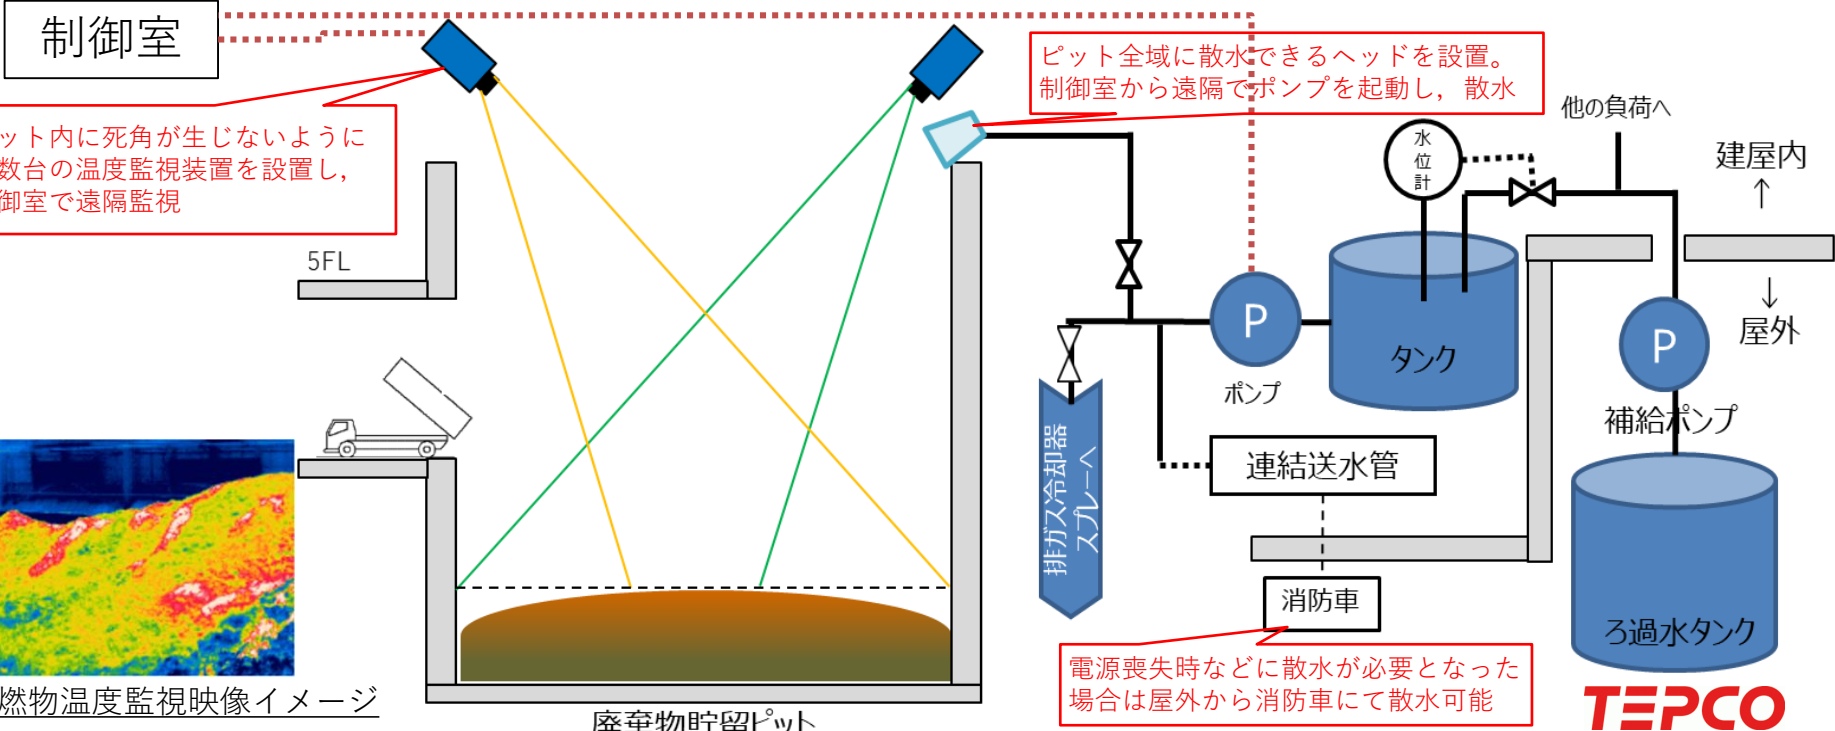 制御室
ット内に死角が生じないように
数台の温度監視装置を設置し，
御室で遠隔監視
ピット全域に散水できるヘッドを設置。
制御室から遠隔でポンプを起動し，散水
他の負荷へ
水位計
建屋内
↑
↓
屋外
5FL
P
タンク
ポンプ
P
補給ポンプ
連結送水管
排ガス冷却器
スプレーへ
消防車
ろ過水タンク
電源喪失時などに散水が必要となった
場合は屋外から消防車にて散水可能
燃物温度監視映像イメージ
廃棄物貯留ピット
TEPCO